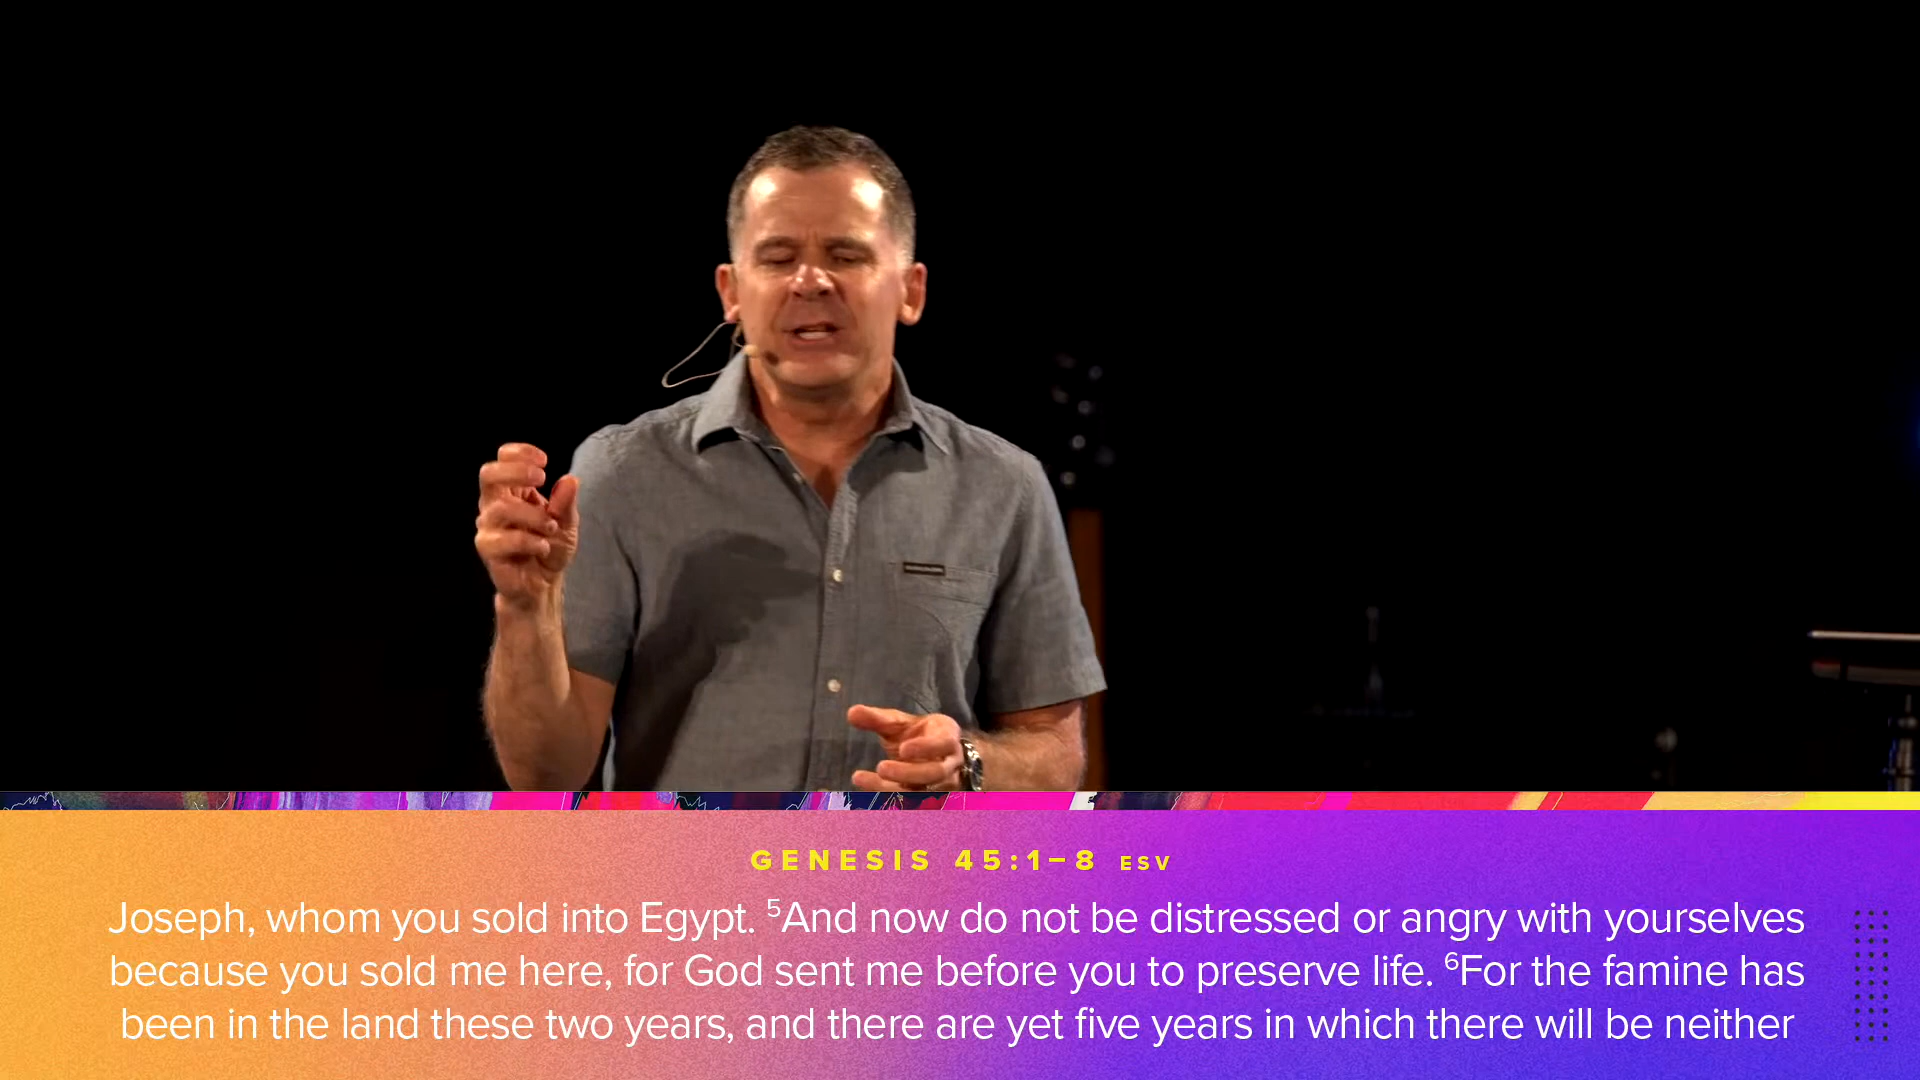 GENESIS 45:1–8 ESV
Joseph, whom you sold into Egypt. ⁵And now do not be distressed or angry with yourselves
because you sold me here, for God sent me before you to preserve life. ⁶For the famine has
been in the land these two years, and there are yet five years in which there will be neither